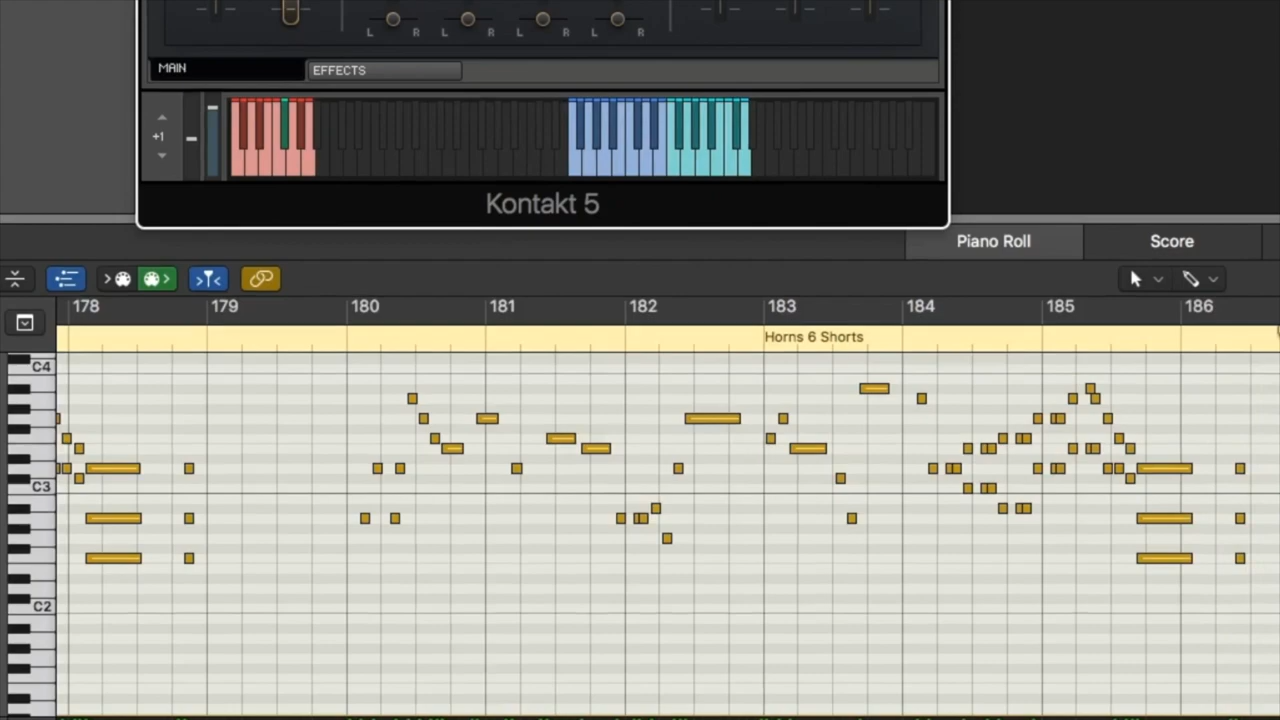 L R L R L R L R
MAIN EFFECTS
+1
Kontakt 5
Piano Roll Score
178 179 180 181 182 183 184 185 186
Horns 6 Shorts
C4
C3
C2